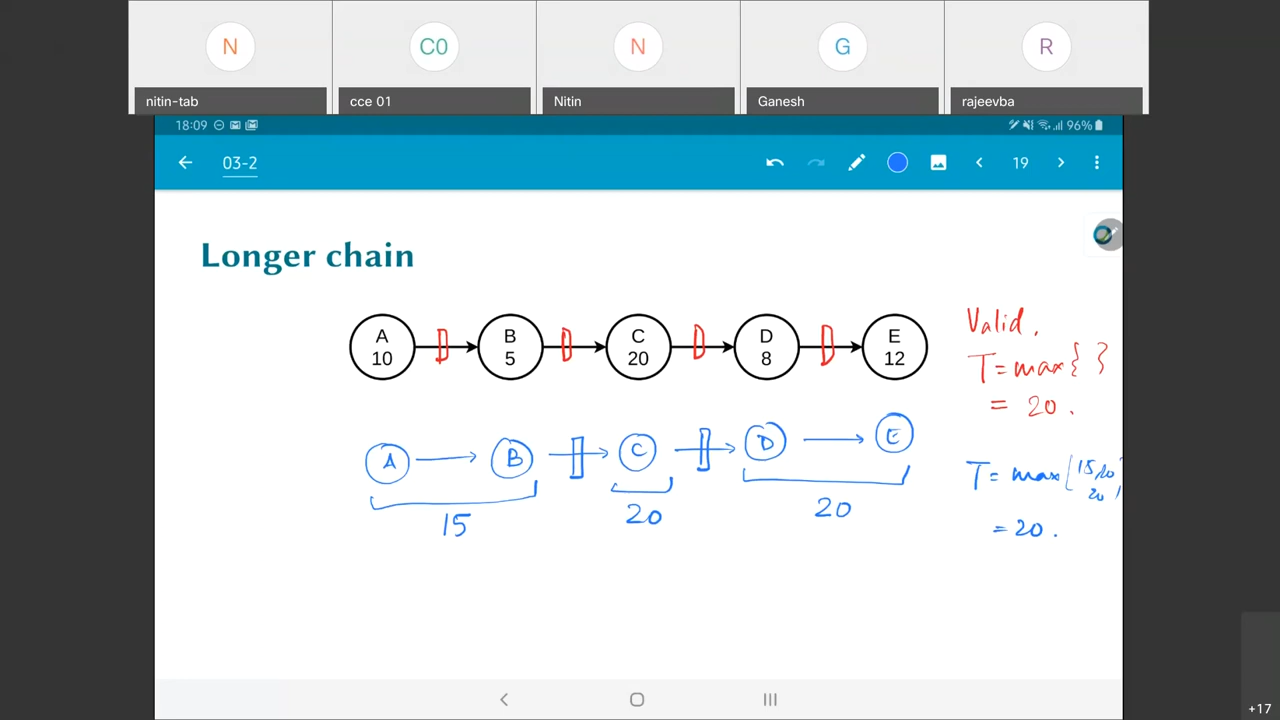 N C0 N G R
nitin-tab cce 01 Nitin Ganesh rajeevba
18:09 96%
03-2 19
Longer chain
A B C D E
10 5 20 8 12
Valid.
T = max{ }
= 20.
A B C D E
15 20 20
T = max[15, 20
20
= 20.
+17